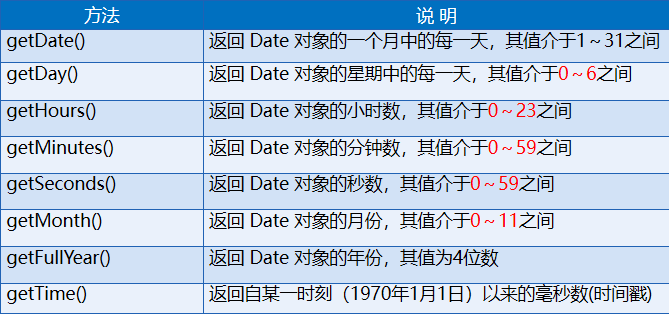 方法 说 明
getDate() 返回 Date 对象的一个月中的每一天，其值介于1～31之间
getDay() 返回 Date 对象的星期中的每一天，其值介于0～6之间
getHours() 返回 Date 对象的小时数，其值介于0～23之间
getMinutes() 返回 Date 对象的分钟数，其值介于0～59之间
getSeconds() 返回 Date 对象的秒数，其值介于0～59之间
getMonth() 返回 Date 对象的月份，其值介于0～11之间
getFullYear() 返回 Date 对象的年份，其值为4位数
getTime() 返回自某一时刻（1970年1月1日）以来的毫秒数(时间戳)